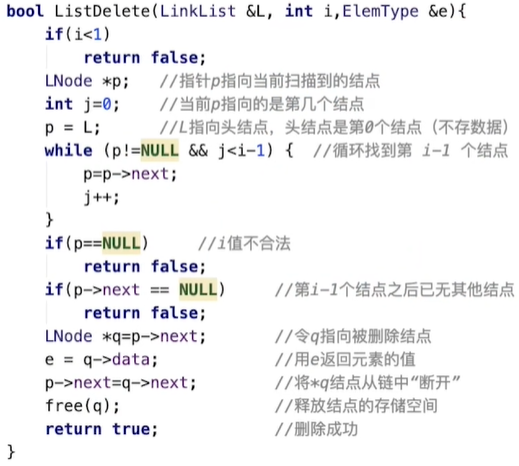 bool ListDelete(LinkList &L, int i,ElemType &e){
    if(i<1)
        return false;
    LNode *p;   //指针p指向当前扫描到的结点
    int j=0;    //当前p指向的是第几个结点
    p = L;      //L指向头结点，头结点是第0个结点（不存数据）
    while (p!=NULL && j<i-1) {  //循环找到第 i-1 个结点
        p=p->next;
        j++;
    }
    if(p==NULL)     //i值不合法
        return false;
    if(p->next == NULL)     //第i-1个结点之后已无其他结点
        return false;
    LNode *q=p->next;       //令q指向被删除结点
    e = q->data;            //用e返回元素的值
    p->next=q->next;        //将*q结点从链中“断开”
    free(q);                //释放结点的存储空间
    return true;            //删除成功
}